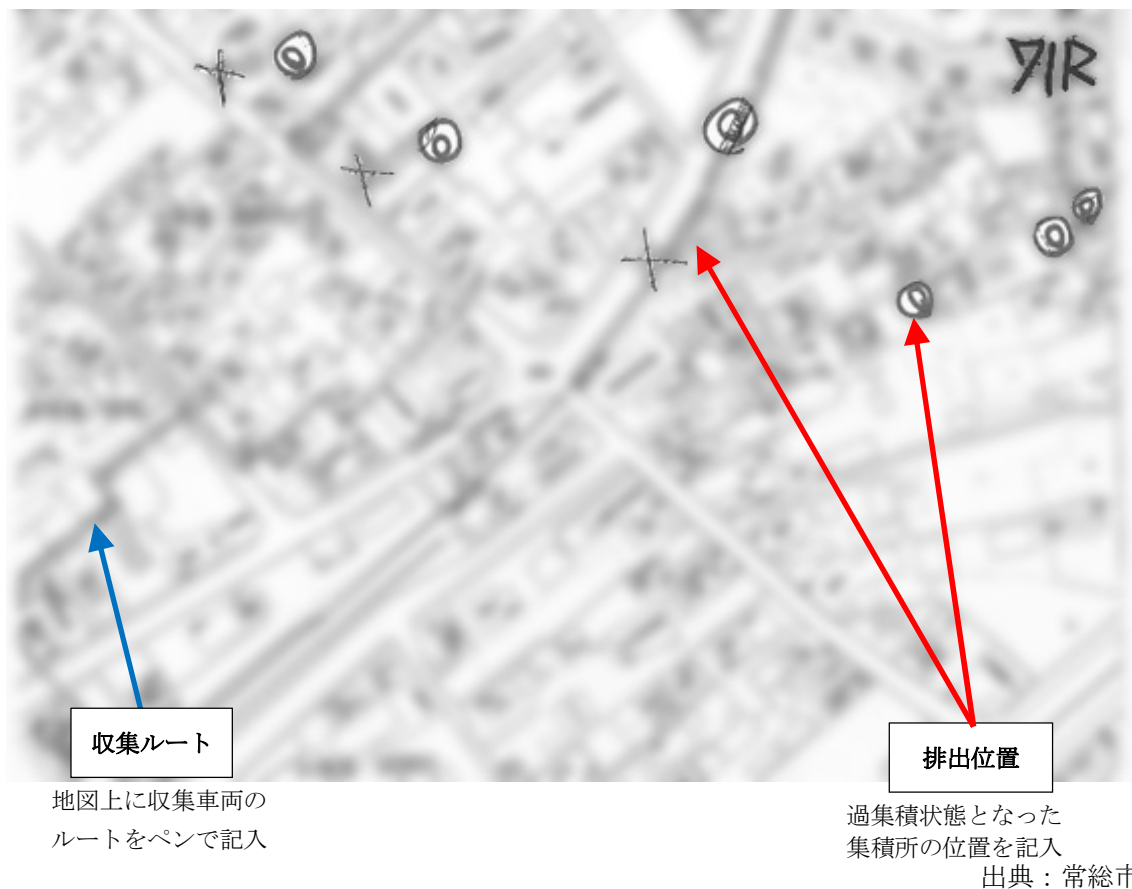 71R
収集ルート
地図上に収集車両の
ルートをペンで記入
排出位置
過集積状態となった
集積所の位置を記入
出典：常総市